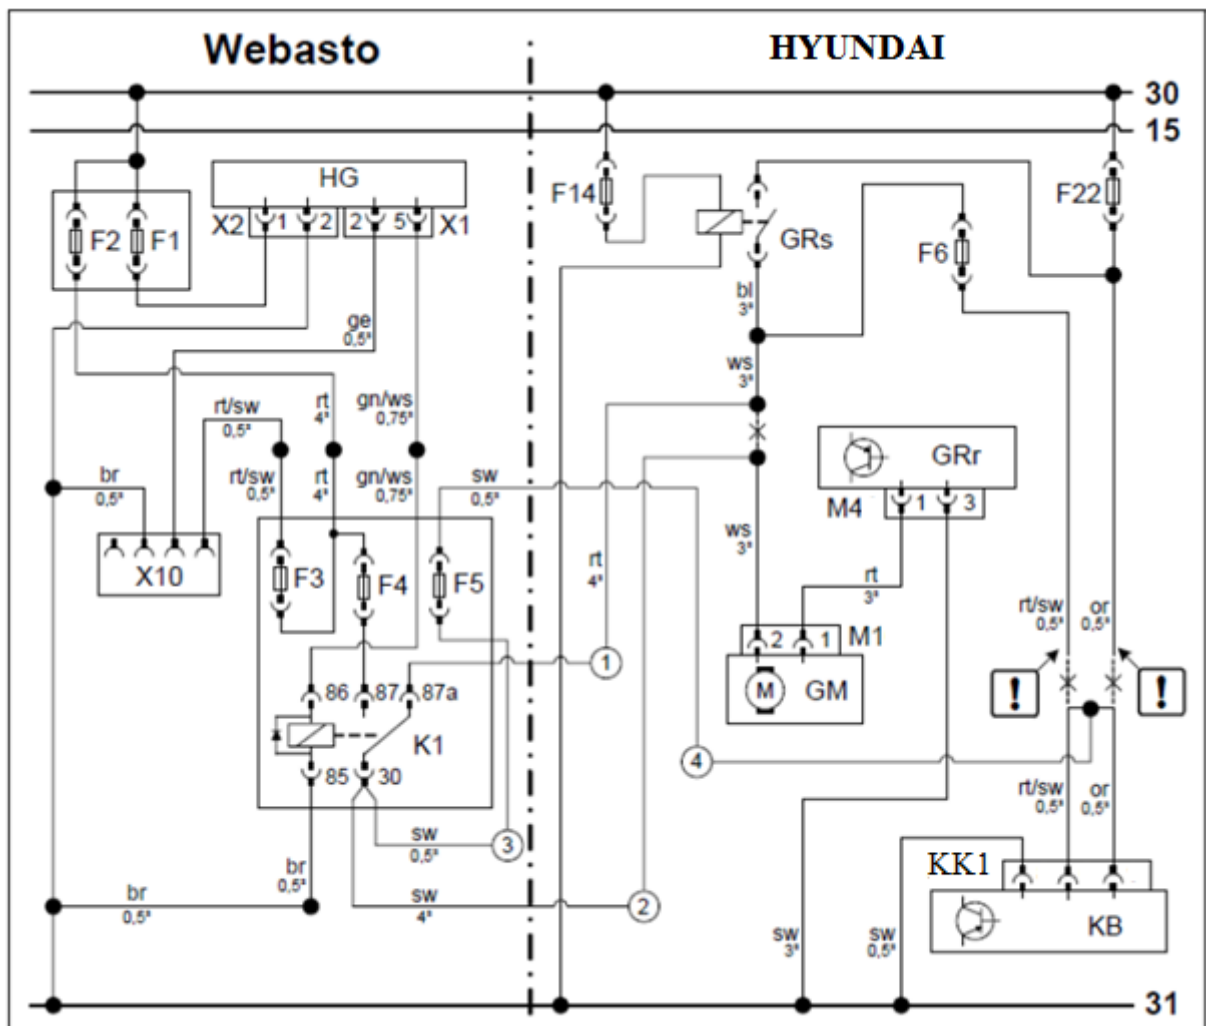 Webasto
HYUNDAI
30
15
HG
X2 1 2 2 5 X1
F2 F1
F14
GRs
F6
F22
bl
3²
ge
0,5²
ws
3²
rt/sw
0,5²
rt
4²
gn/ws
0,75²
br
0,5²
rt/sw
0,5²
rt
4²
gn/ws
0,75²
sw
0,5²
GRr
M4 1 3
X10
F3 F4 F5
ws
3²
rt
4²
rt
3²
rt/sw
0,5²
or
0,5²
2 1 M1
1
M GM
! !
86 87 87a
K1
85 30
4
rt/sw
0,5²
or
0,5²
sw
0,5²
3
KK1
br
0,5²
br
0,5²
sw
4²
2
KB
sw
3²
sw
0,5²
31